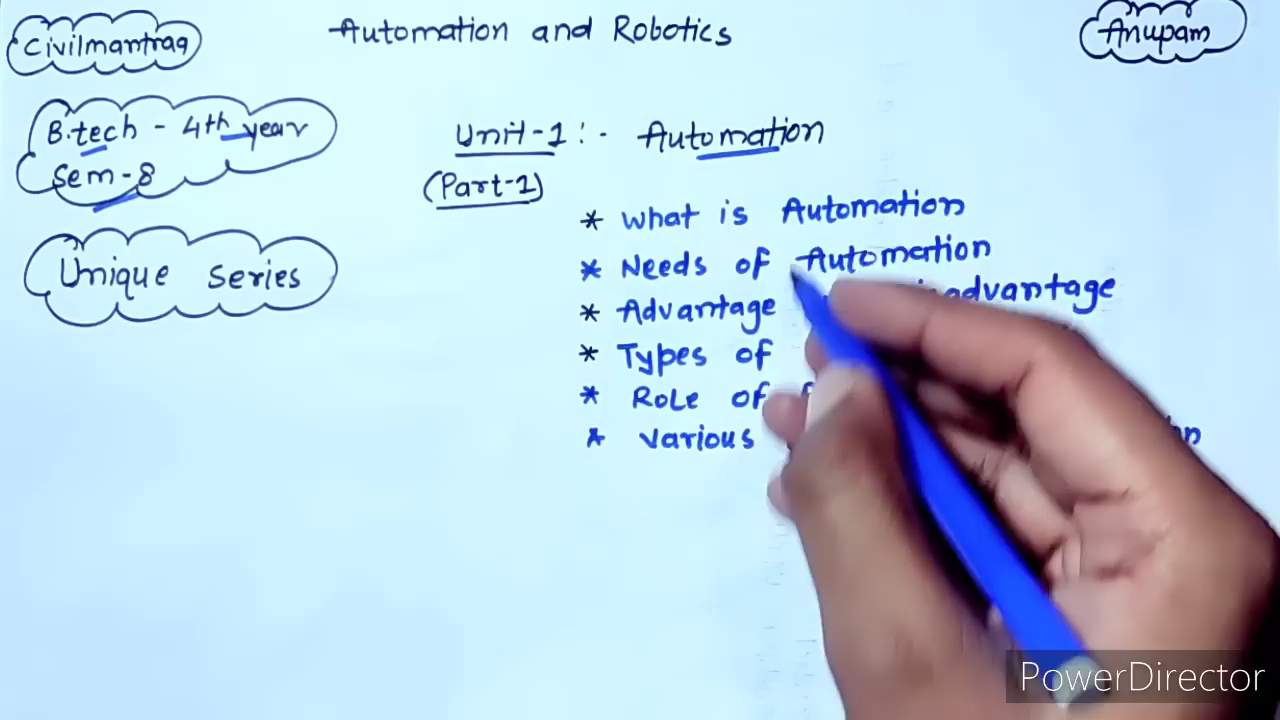 Civilmantraa
Automation and Robotics
Anupam
B.tech - 4th year
Sem-8
Unique series
Unit-1:- Automation
(Part-1)
* What is Automation
* Needs of Automation
* Advantage
* Types of
* Role of
* Various
PowerDirector